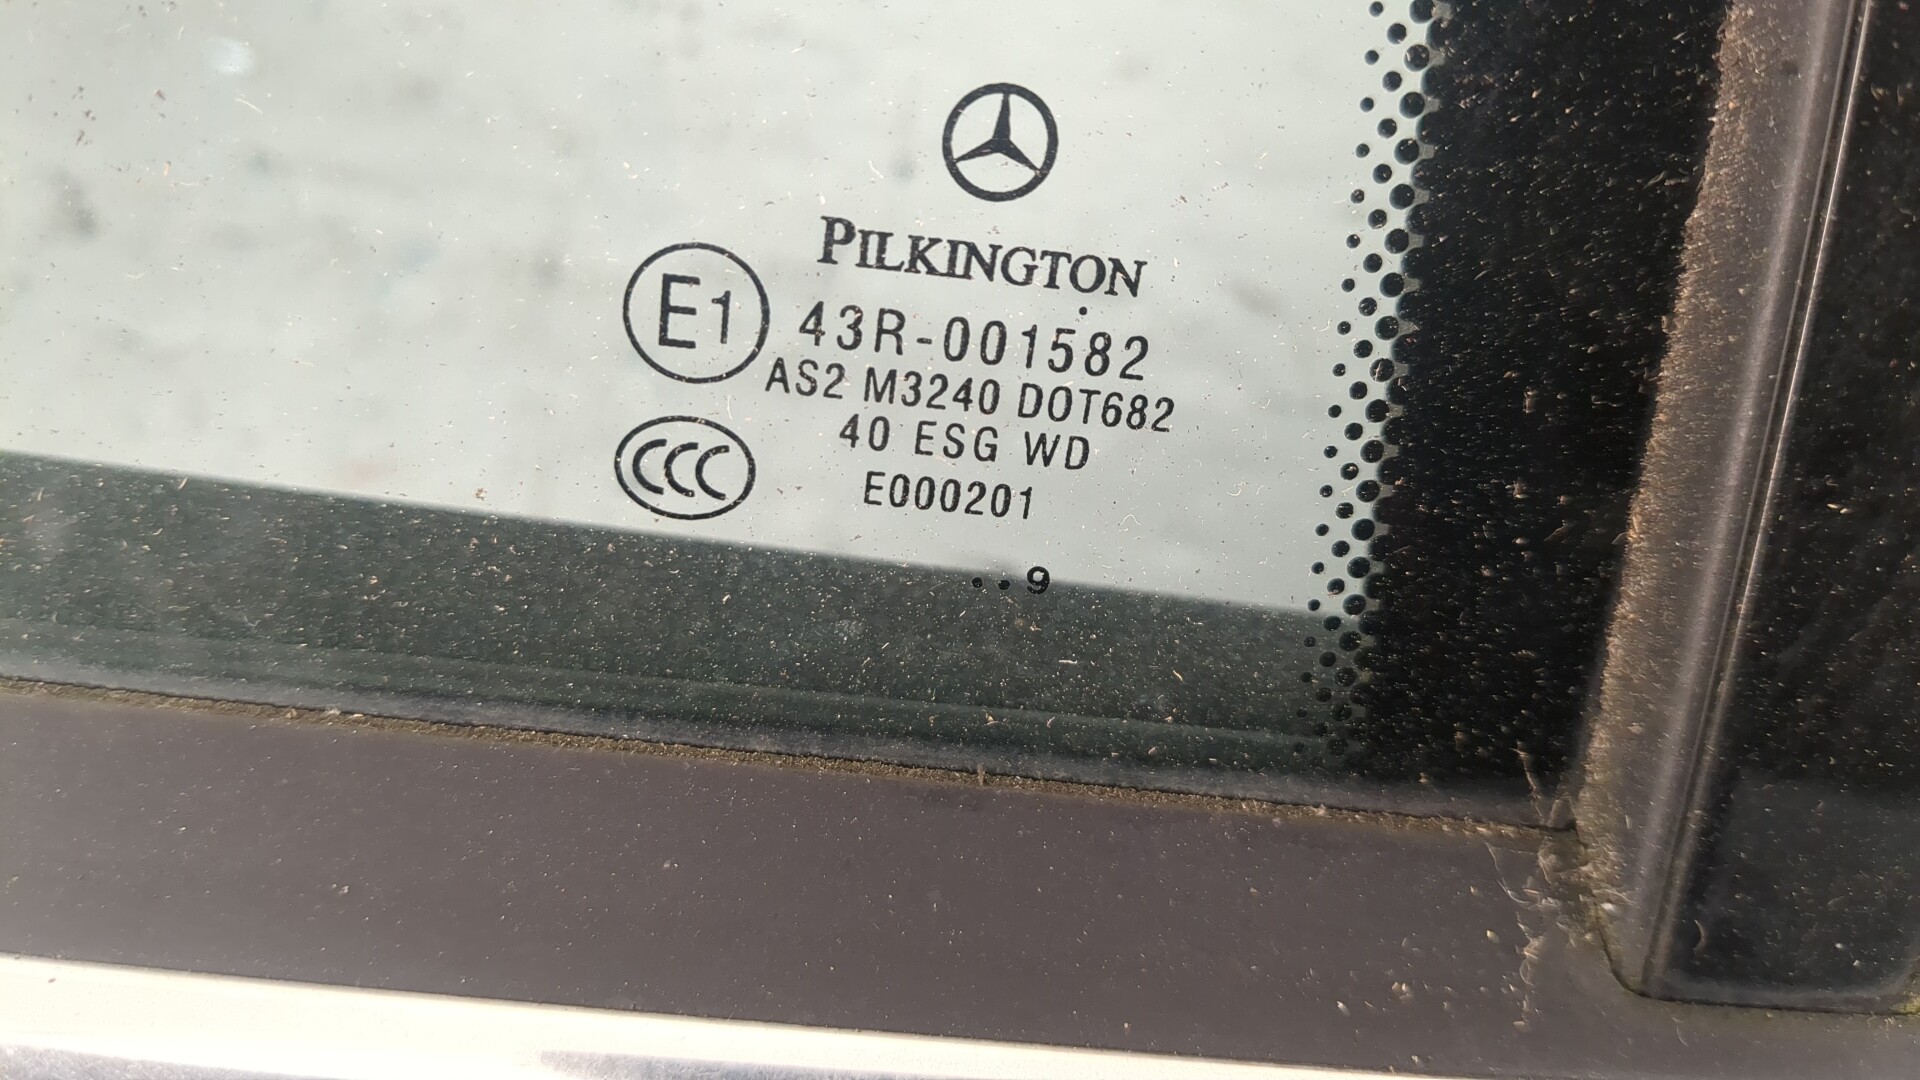 PILKINGTON
E1
43R-001582
AS2 M3240 DOT682
40 ESG WD
CCC
E000201
..9